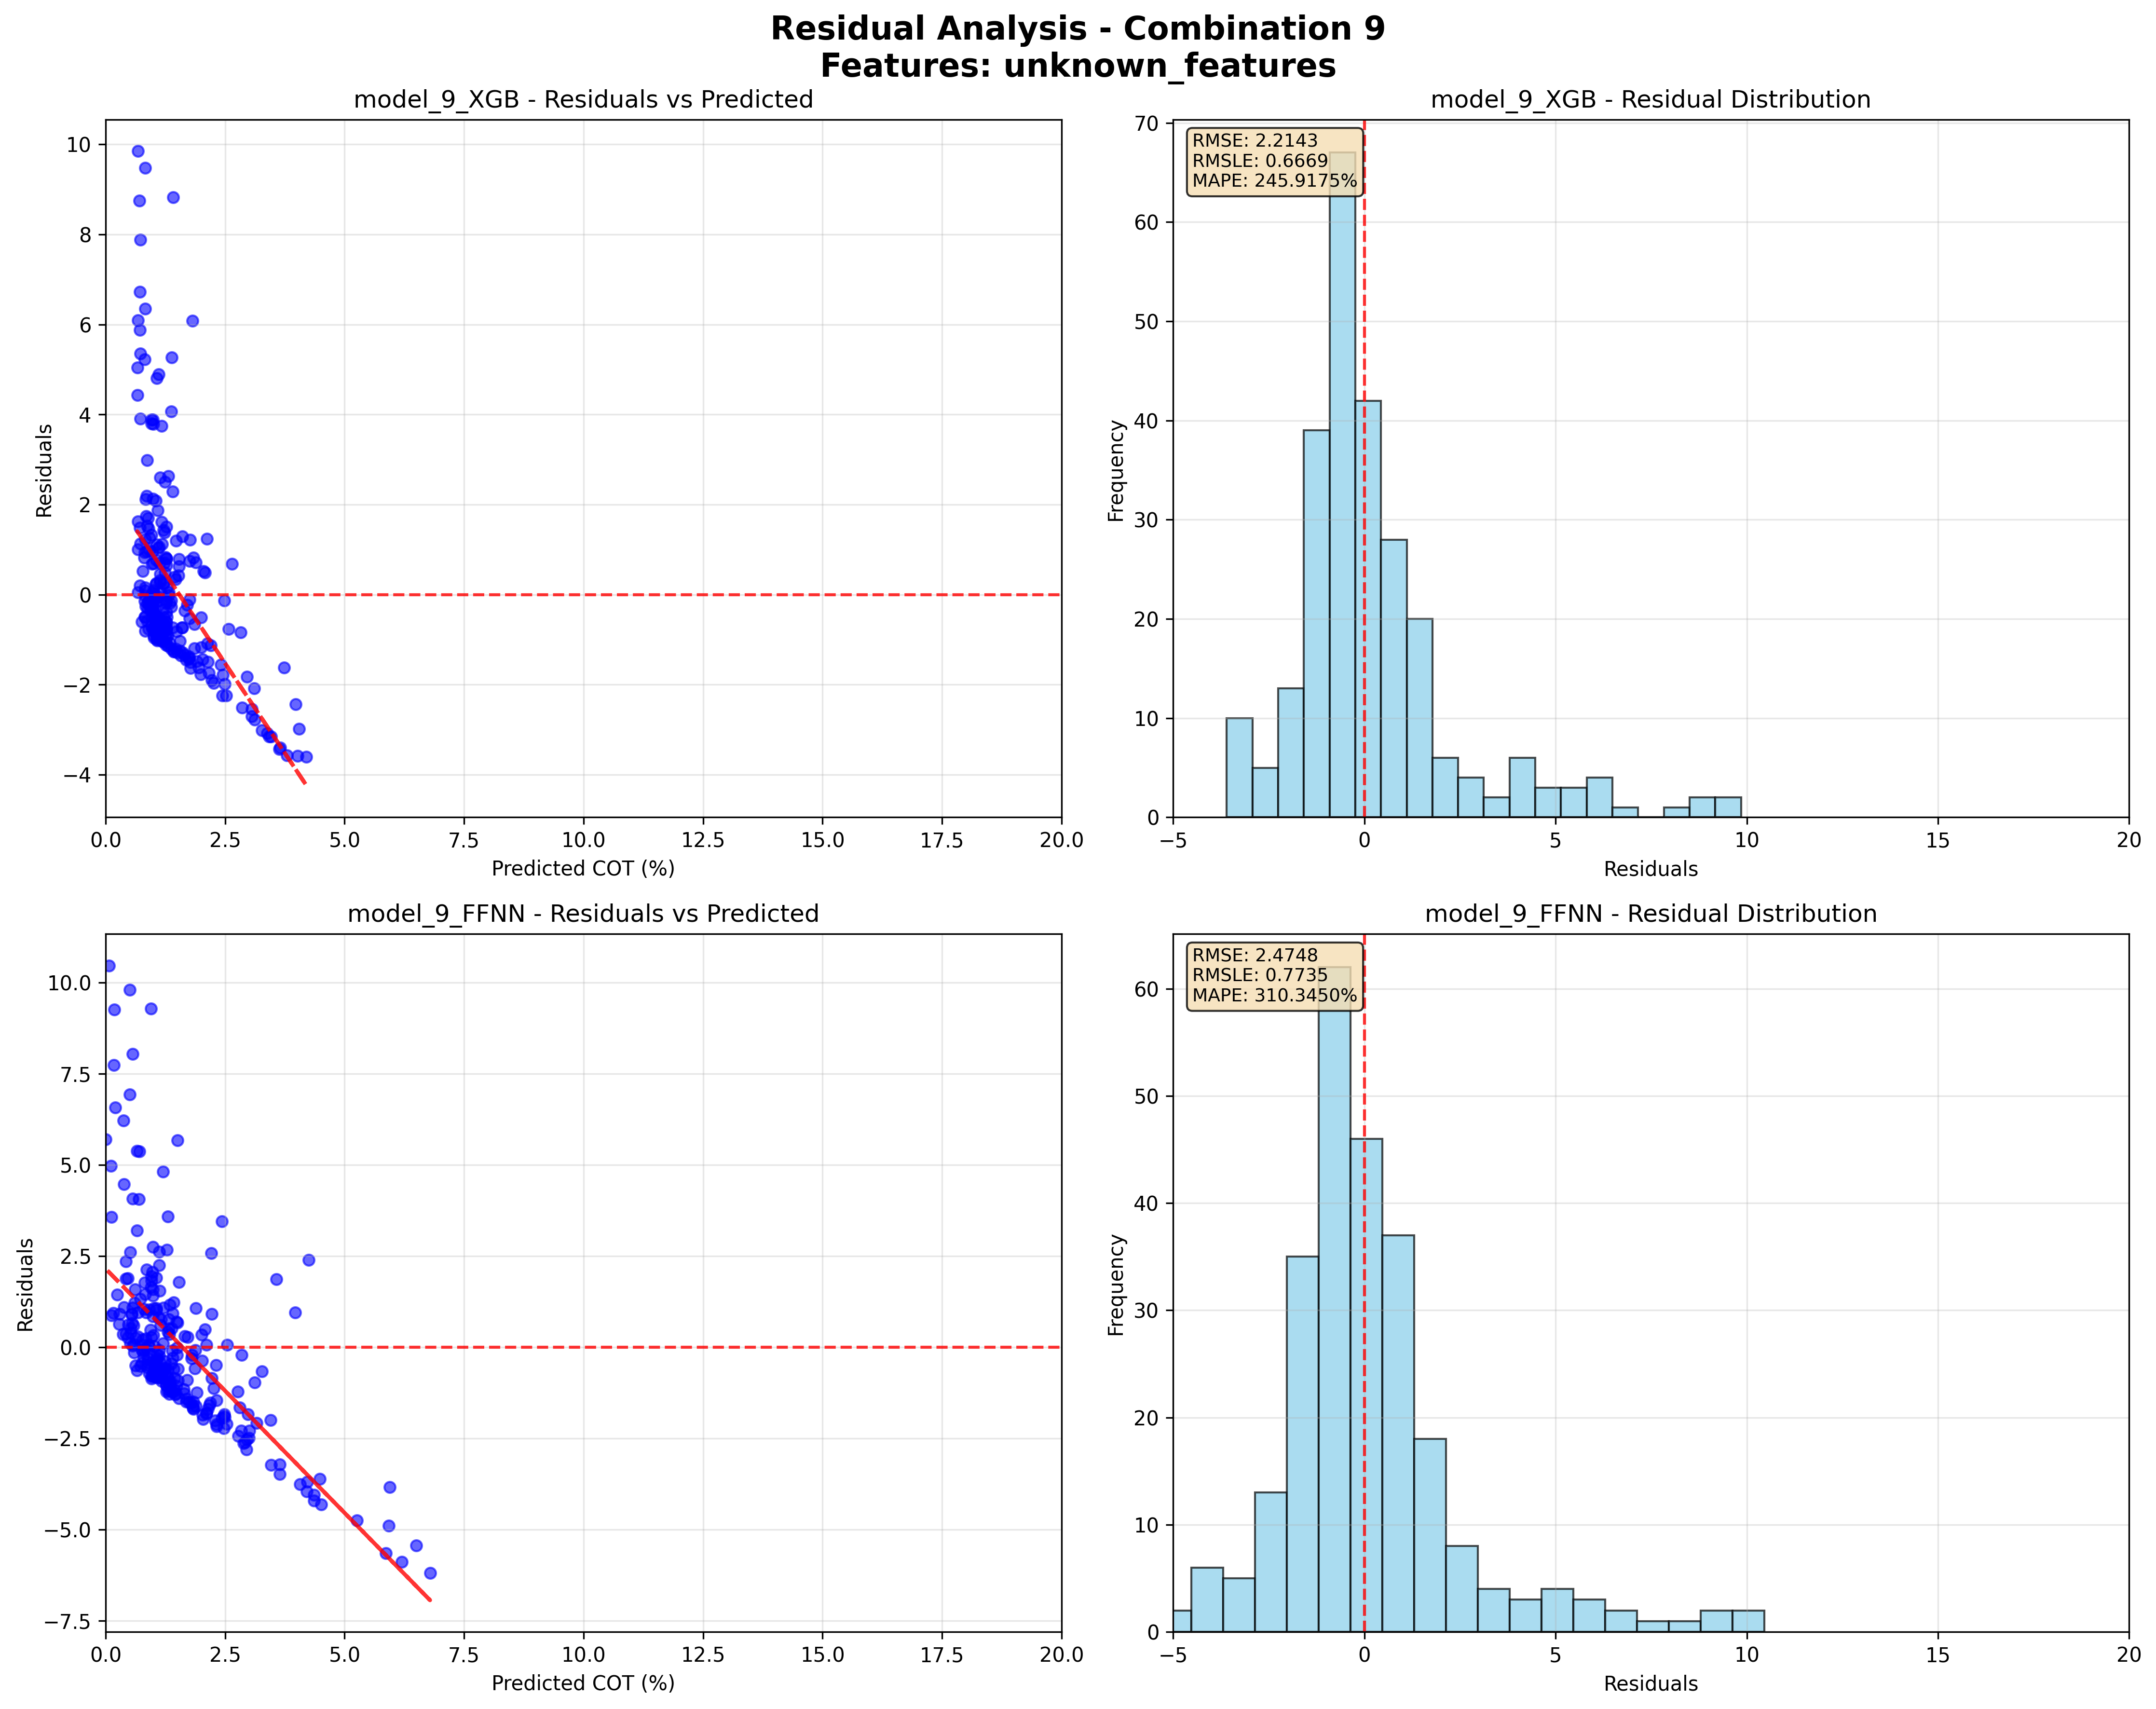 Residual Analysis - Combination 9
Features: unknown_features
model_9_XGB - Residuals vs Predicted
10
8
6
4
2
0
−2
−4
Residuals
0.0 2.5 5.0 7.5 10.0 12.5 15.0 17.5 20.0
Predicted COT (%)
model_9_XGB - Residual Distribution
RMSE: 2.2143
RMSLE: 0.6669
MAPE: 245.9175%
70
60
50
40
30
20
10
0
Frequency
−5 0 5 10 15 20
Residuals
model_9_FFNN - Residuals vs Predicted
10.0
7.5
5.0
2.5
0.0
−2.5
−5.0
−7.5
Residuals
0.0 2.5 5.0 7.5 10.0 12.5 15.0 17.5 20.0
Predicted COT (%)
model_9_FFNN - Residual Distribution
RMSE: 2.4748
RMSLE: 0.7735
MAPE: 310.3450%
60
50
40
30
20
10
0
Frequency
−5 0 5 10 15 20
Residuals